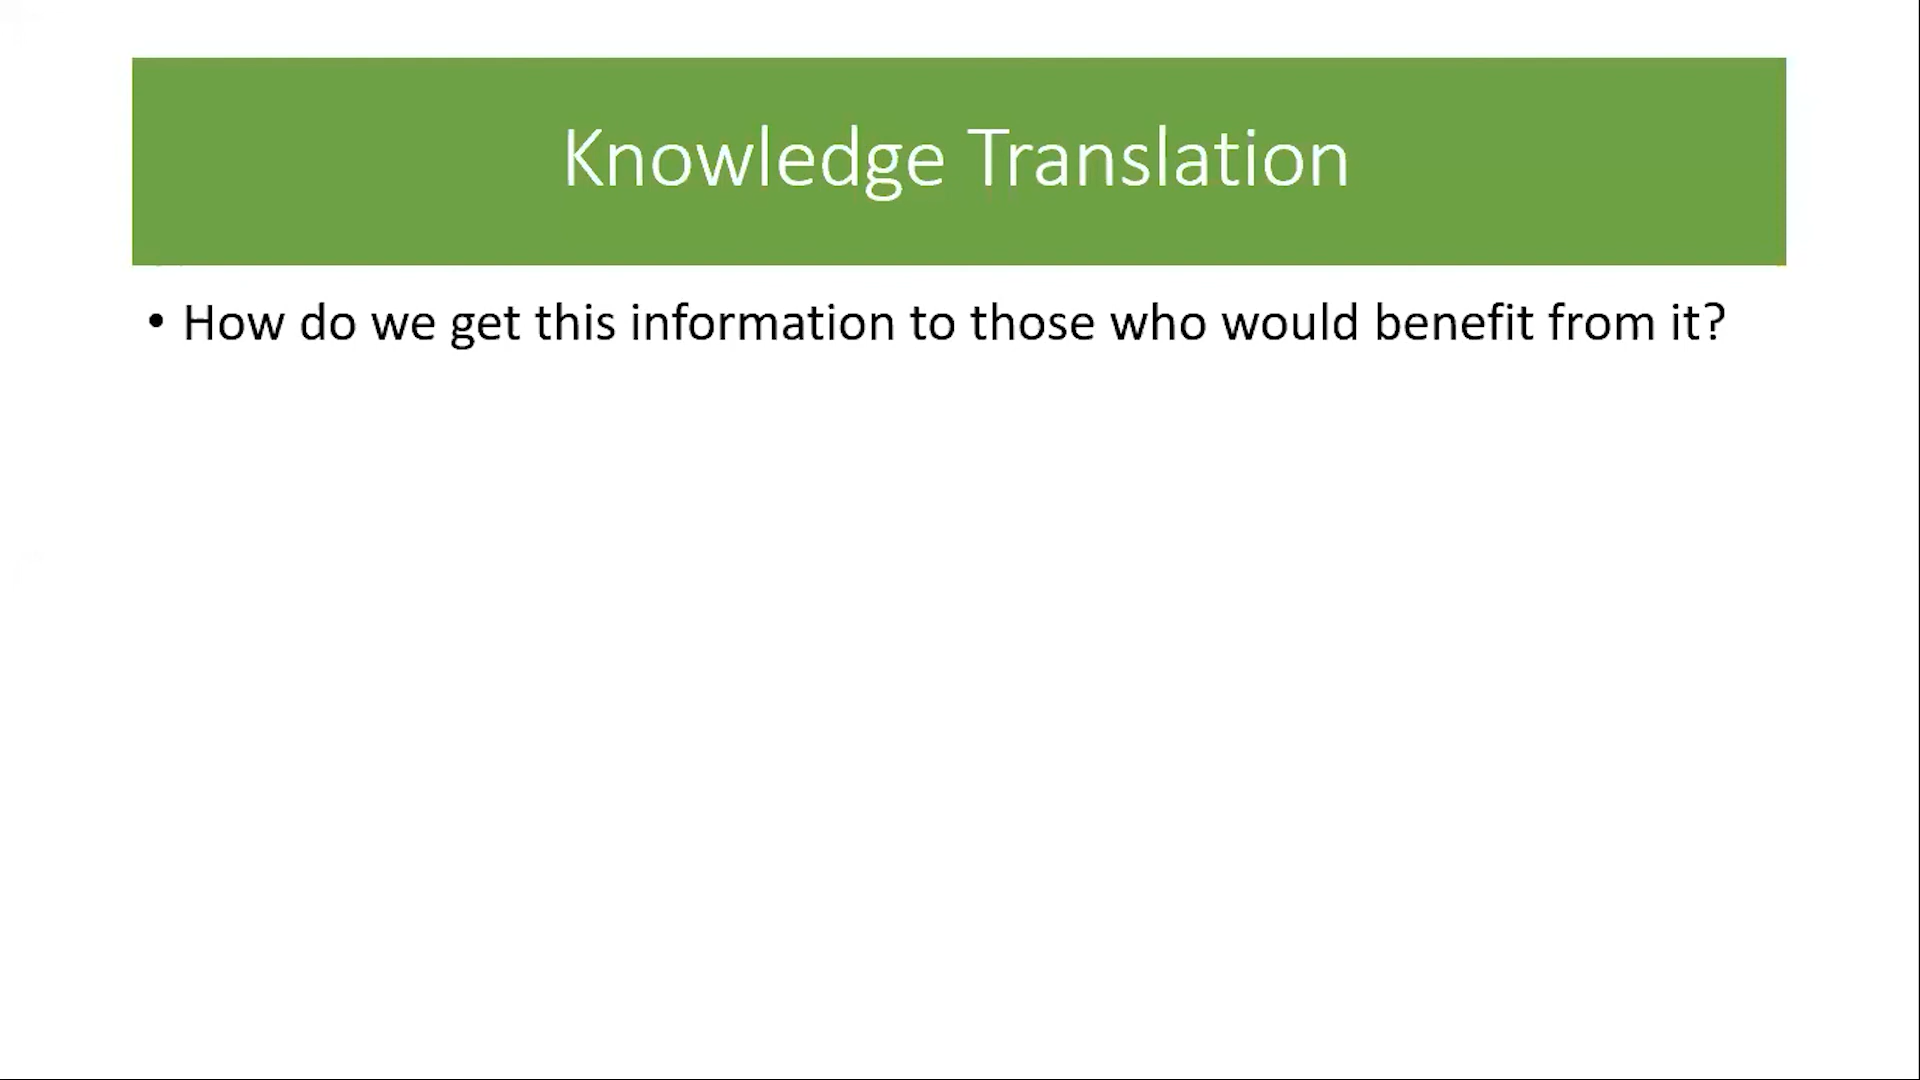 Knowledge Translation
• How do we get this information to those who would benefit from it?